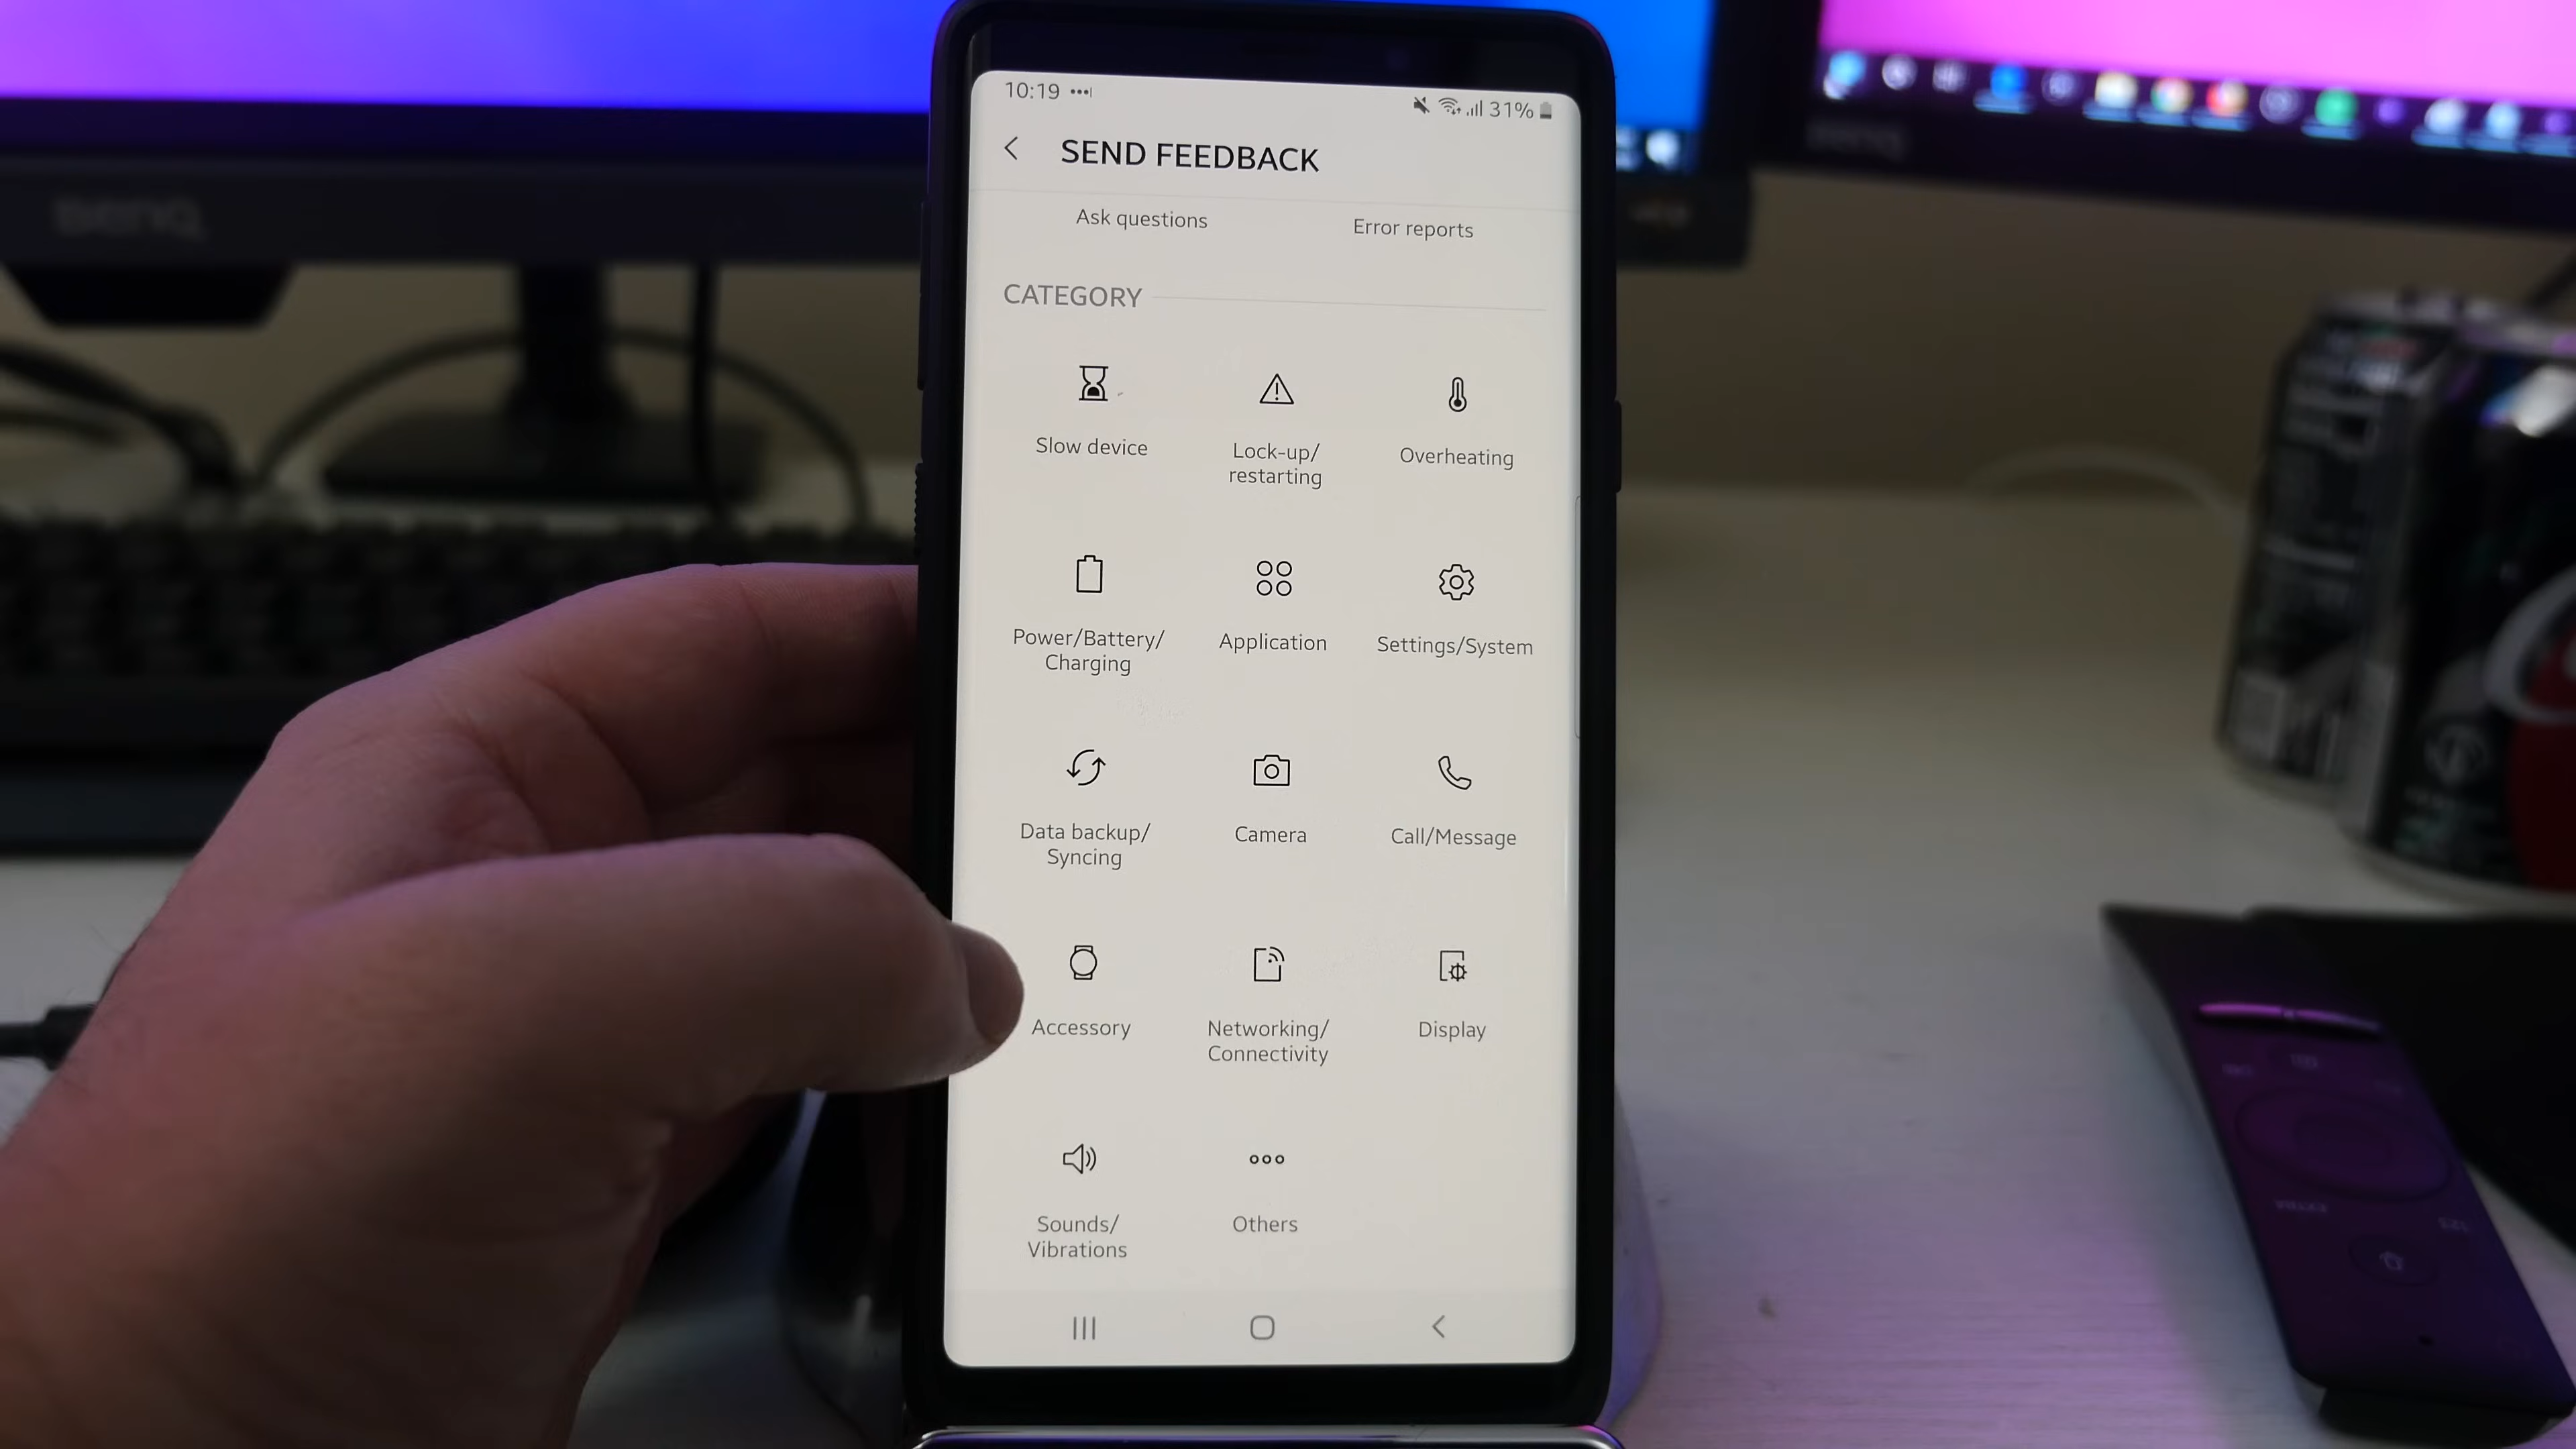 BenQ
10:19
31%
SEND FEEDBACK
Ask questions
Error reports
CATEGORY
Slow device
Lock-up/
restarting
Overheating
Power/Battery/
Charging
Application
Settings/System
Data backup/
Syncing
Camera
Call/Message
Accessory
Networking/
Connectivity
Display
Sounds/
Vibrations
Others